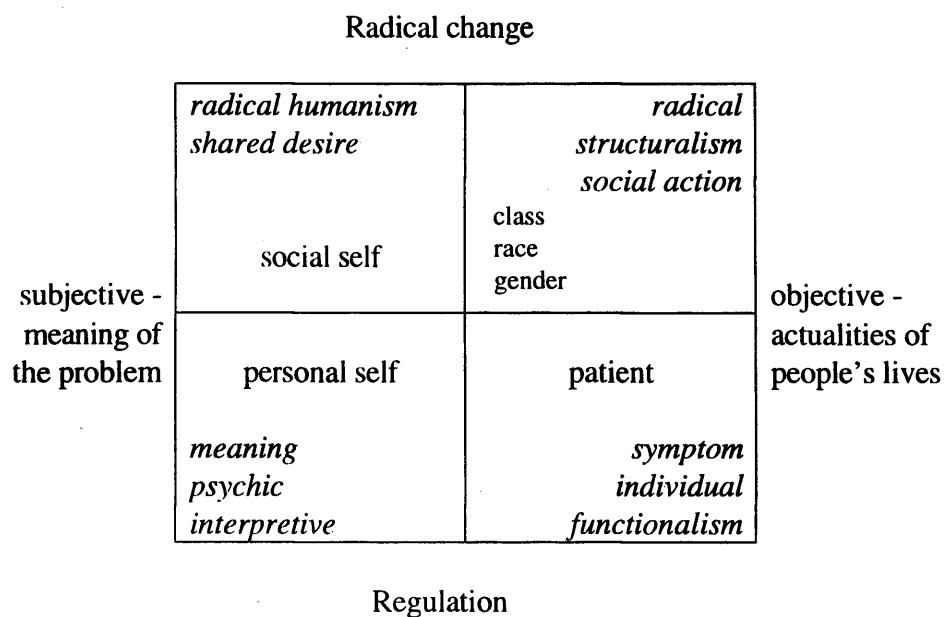 Radical change
radical humanism
shared desire
social self
radical
structuralism
social action
class
race
gender
subjective -
meaning of
the problem
objective -
actualities of
people's lives
personal self
meaning
psychic
interpretive
patient
symptom
individual
functionalism
Regulation